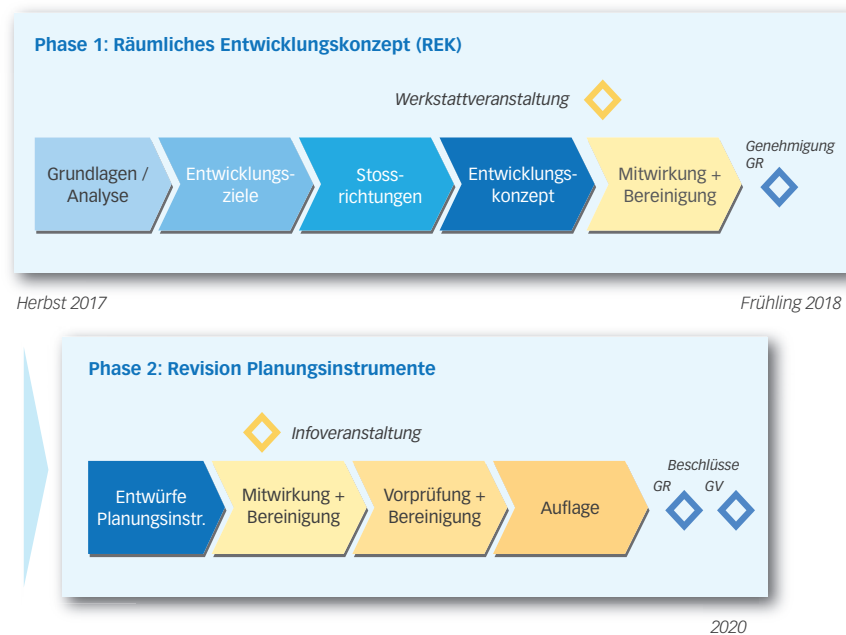 Phase 1: Räumliches Entwicklungskonzept (REK)
Werkstattveranstaltung
Grundlagen /
Analyse
Entwicklungs-
ziele
Stoss-
richtungen
Entwicklungs-
konzept
Mitwirkung +
Bereinigung
Genehmigung
GR
Herbst 2017
Frühling 2018
Phase 2: Revision Planungsinstrumente
Infoveranstaltung
Entwürfe
Planungsinstr.
Mitwirkung +
Bereinigung
Vorprüfung +
Bereinigung
Auflage
Beschlüsse
GR GV
2020